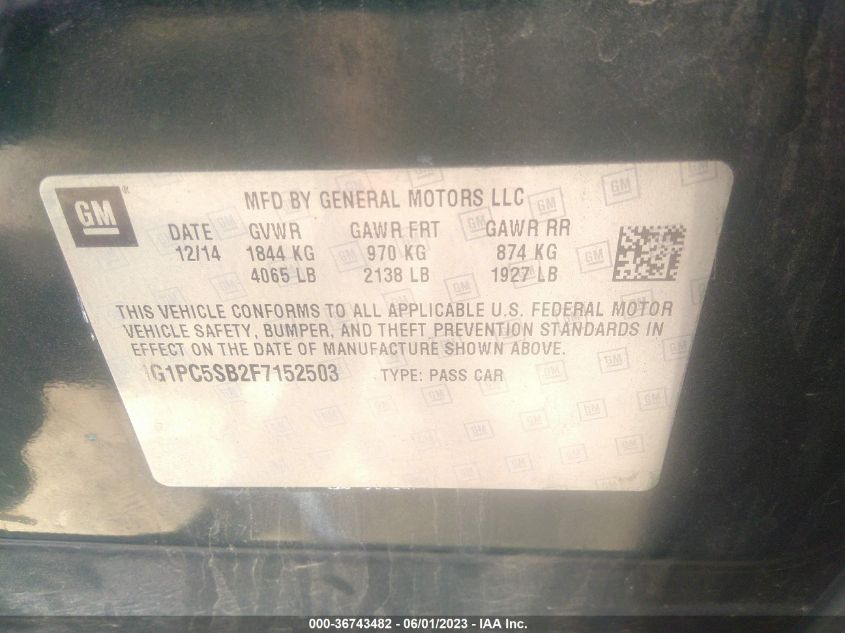 GM
MFD BY GENERAL MOTORS LLC
DATE GVWR GAWR FRT GAWR RR
12/14 1844 KG 970 KG 874 KG
4065 LB 2138 LB 1927 LB
THIS VEHICLE CONFORMS TO ALL APPLICABLE U.S. FEDERAL MOTOR
VEHICLE SAFETY, BUMPER, AND THEFT PREVENTION STANDARDS IN
EFFECT ON THE DATE OF MANUFACTURE SHOWN ABOVE.
1G1PC5SB2F7152503 TYPE: PASS CAR
000-36743482 - 06/01/2023 - IAA Inc.